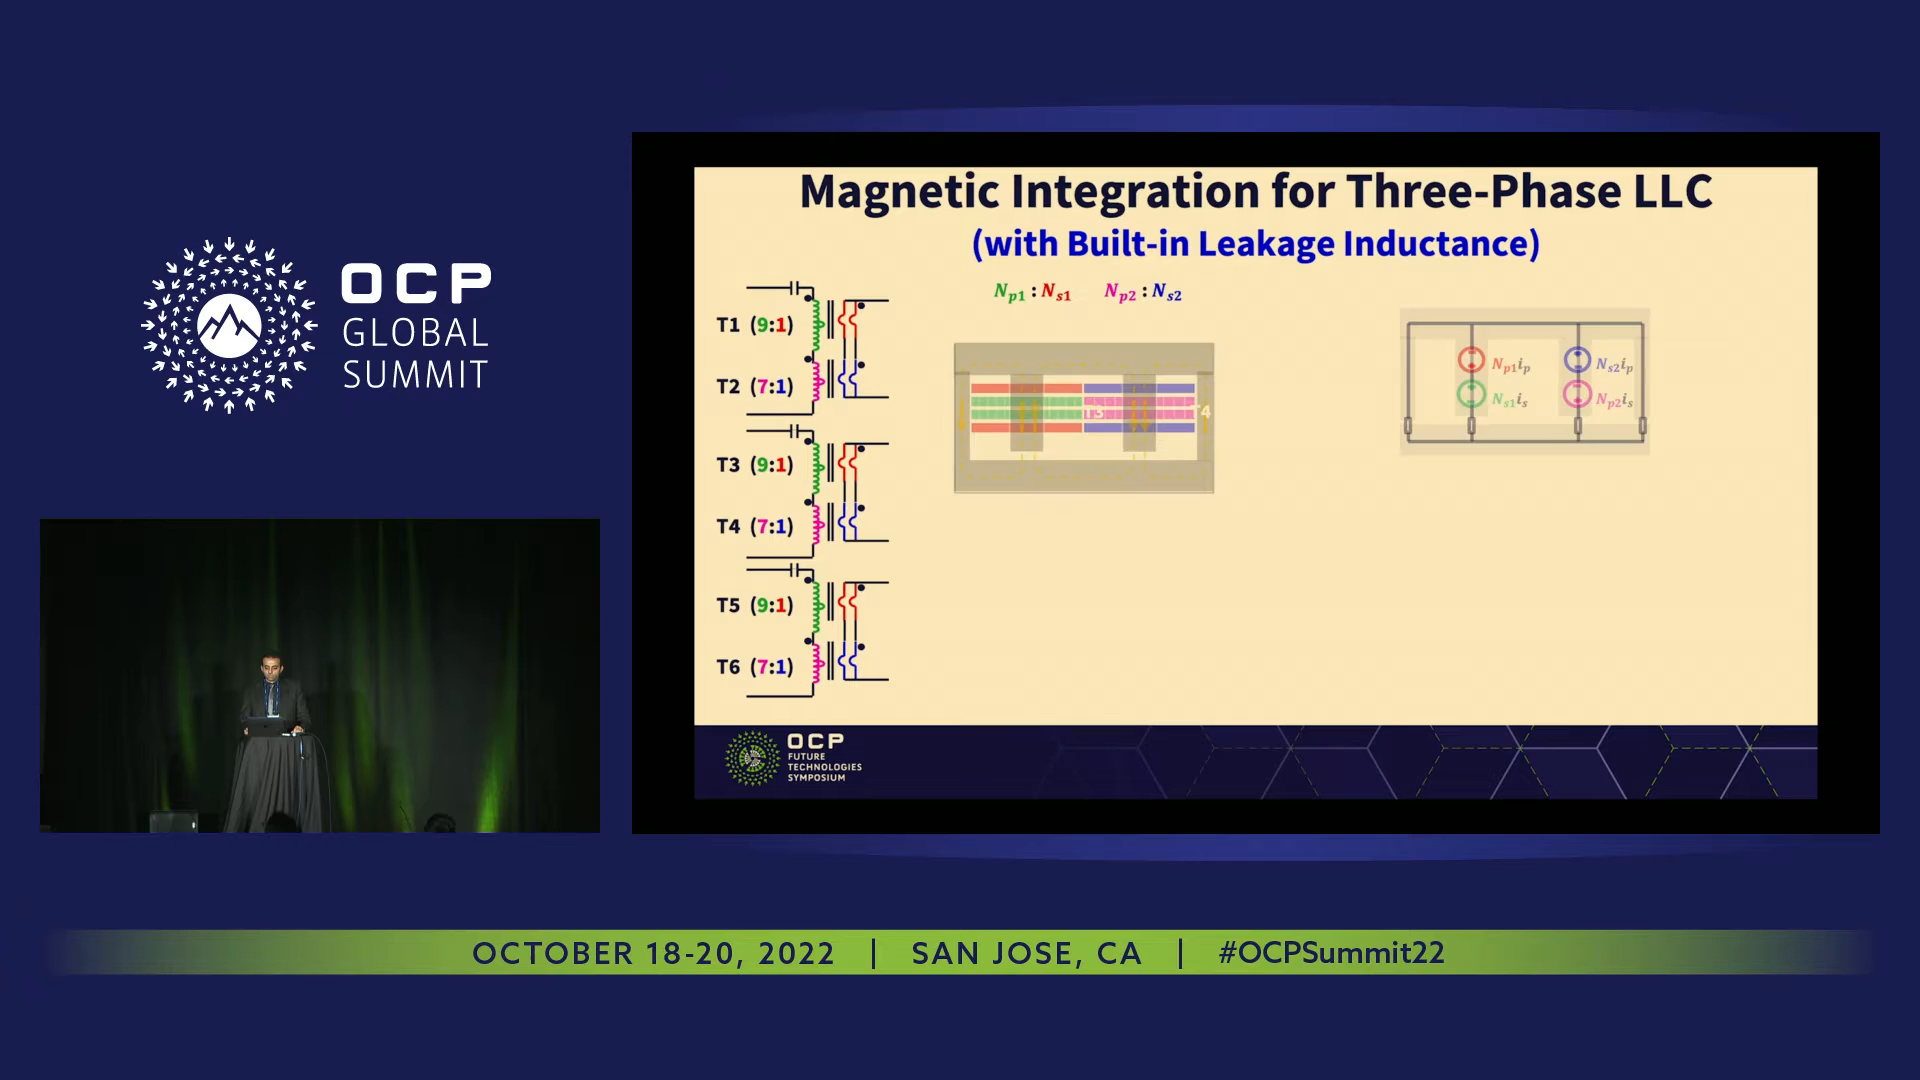 OCP
GLOBAL
SUMMIT
Magnetic Integration for Three-Phase LLC
(with Built-in Leakage Inductance)
Np1 : Ns1 Np2 : Ns2
T1 (9:1)
T2 (7:1)
T3 (9:1)
T4 (7:1)
T5 (9:1)
T6 (7:1)
T3 T4
Np1ip Ns2ip
Ns1is Np2is
OCP
FUTURE
TECHNOLOGIES
SYMPOSIUM
OCTOBER 18-20, 2022 | SAN JOSE, CA | #OCPSummit22